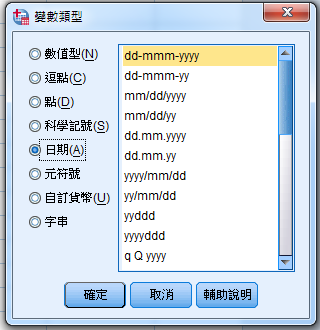 變數類型
數值型(N)
逗點(C)
點(D)
科學記號(S)
日期(A)
元符號
自訂貨幣(U)
字串
dd-mmm-yyyy
dd-mmm-yy
mm/dd/yyyy
mm/dd/yy
dd.mm.yyyy
dd.mm.yy
yyyy/mm/dd
yy/mm/dd
yyddd
yyyyddd
q Q yyyy
確定
取消
輔助說明